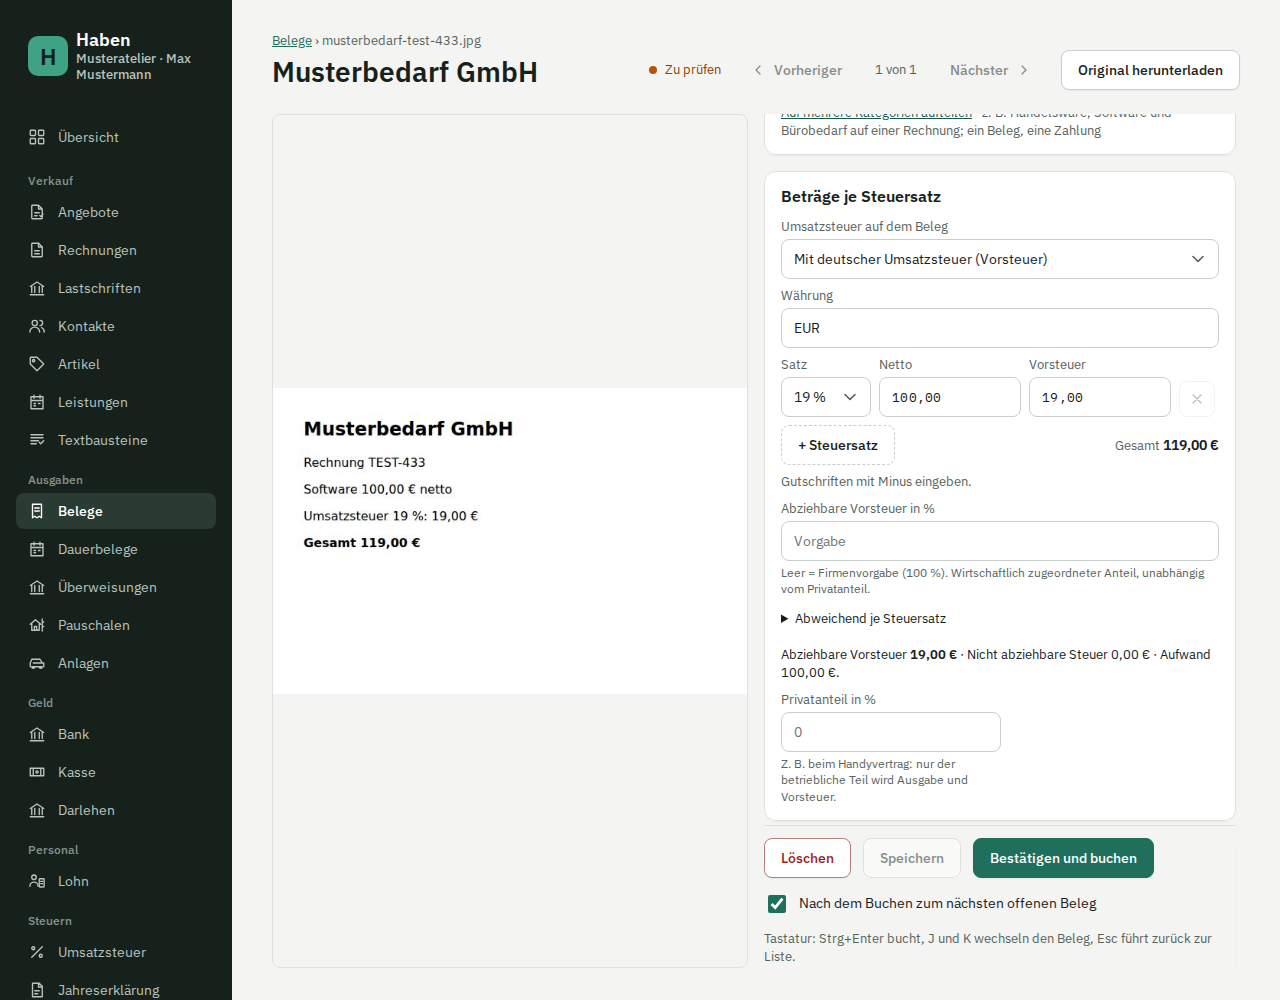 H
Haben
Musteratelier · Max
Mustermann
Übersicht
Verkauf
Angebote
Rechnungen
Lastschriften
Kontakte
Artikel
Leistungen
Textbausteine
Ausgaben
Belege
Dauerbelege
Überweisungen
Pauschalen
Anlagen
Geld
Bank
Kasse
Darlehen
Personal
Lohn
Steuern
Umsatzsteuer
Jahreserklärung
Belege › musterbedarf-test-433.jpg
Musterbedarf GmbH
Zu prüfen
Vorheriger
1 von 1
Nächster
Original herunterladen
Musterbedarf GmbH
Rechnung TEST-433
Software 100,00 € netto
Umsatzsteuer 19 %: 19,00 €
Gesamt 119,00 €
Auf mehrere Kategorien aufteilen z. B. Handelsware, Software und
Bürobedarf auf einer Rechnung; ein Beleg, eine Zahlung
Beträge je Steuersatz
Umsatzsteuer auf dem Beleg
Mit deutscher Umsatzsteuer (Vorsteuer)
Währung
EUR
Satz Netto Vorsteuer
19 % 100,00 19,00
+ Steuersatz Gesamt 119,00 €
Gutschriften mit Minus eingeben.
Abziehbare Vorsteuer in %
Vorgabe
Leer = Firmenvorgabe (100 %). Wirtschaftlich zugeordneter Anteil, unabhängig
vom Privatanteil.
Abweichend je Steuersatz
Abziehbare Vorsteuer 19,00 € · Nicht abziehbare Steuer 0,00 € · Aufwand
100,00 €.
Privatanteil in %
0
Z. B. beim Handyvertrag: nur der
betriebliche Teil wird Ausgabe und
Vorsteuer.
Löschen Speichern Bestätigen und buchen
Nach dem Buchen zum nächsten offenen Beleg
Tastatur: Strg+Enter bucht, J und K wechseln den Beleg, Esc führt zurück zur
Liste.